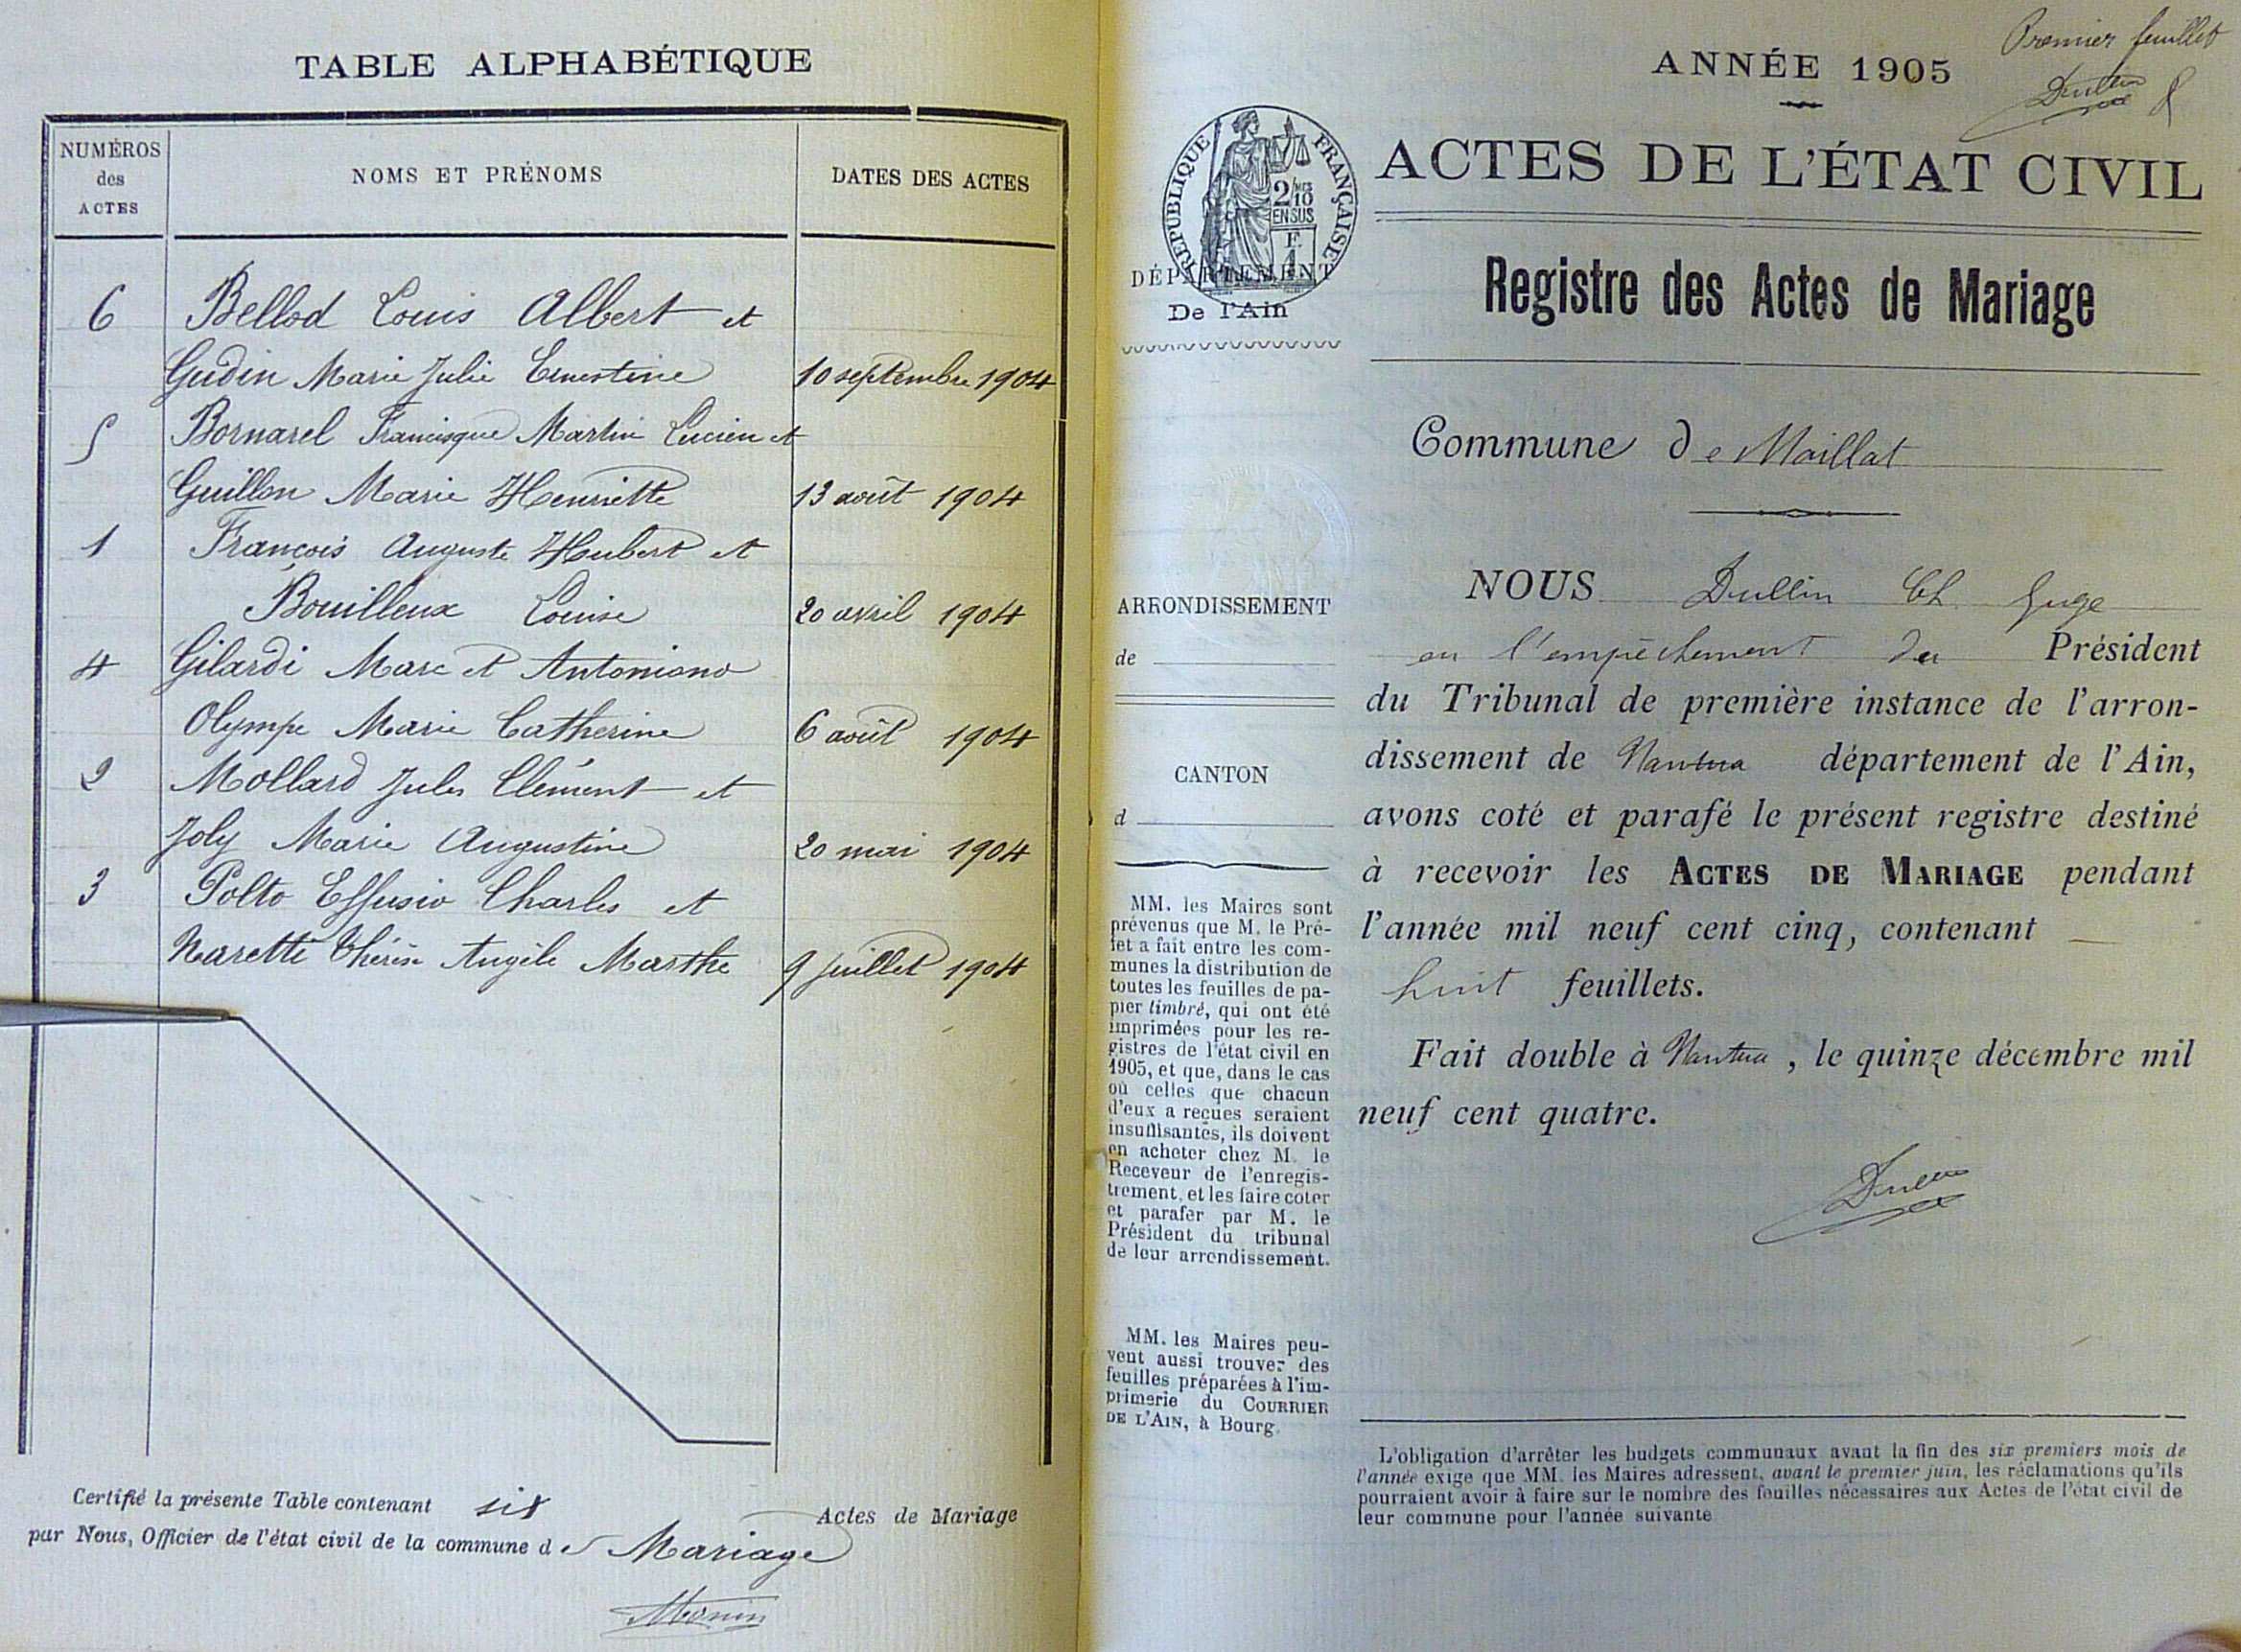 TABLE ALPHABÉTIQUE
NUMÉROS
des
ACTES
NOMS ET PRÉNOMS
DATES DES ACTES
6 Bellod Louis Albert et
Gudin Marie Julie Ernestine 10 septembre 1904
5 Bornarel Francisque Martin Lucien et
Guillon Marie Henriette 13 août 1904
1 François Auguste Hubert et
Bouilleux Louise 20 avril 1904
4 Gilardi Marc et Antoniono
Olympe Marie Catherine 6 août 1904
2 Mollard Jules Clément et
Joly Marie Augustine 20 mai 1904
3 Polto Effusio Charles et
Naretti Thérèse Angèle Marthe 9 juillet 1904
Certifié la présente Table contenant six Actes de Mariage
par Nous, Officier de l'état civil de la commune de Mariage
Monin
Premier feuillet
Dullin
ANNÉE 1905
ACTES DE L'ÉTAT CIVIL
RÉPUBLIQUE FRANÇAISE
2/10
EN SUS
DÉPARTEMENT
De l'Ain
Registre des Actes de Mariage
Commune de Maillat
ARRONDISSEMENT
de
CANTON
d
MM. les Maires sont
prévenus que M. le Pré-
fet a fait entre les com-
munes la distribution de
toutes les feuilles de pa-
pier timbré, qui ont été
imprimées pour les re-
gistres de l'état civil en
1905, et que, dans le cas
où celles que chacun
d'eux a reçues seraient
insuffisantes, ils doivent
en acheter chez M. le
Receveur de l'enregis-
trement, et les faire coter
et parafer par M. le
Président du tribunal
de leur arrondissement.
MM. les Maires peu-
vent aussi trouver des
feuilles préparées à l'im-
primerie du COURRIER
DE L'AIN, à Bourg.
NOUS Dullin Ch. Juge
en l'empêchement du Président
du Tribunal de première instance de l'arron-
dissement de Nantua département de l'Ain,
avons coté et parafé le présent registre destiné
à recevoir les ACTES DE MARIAGE pendant
l'année mil neuf cent cinq, contenant
huit feuillets.
Fait double à Nantua, le quinze décembre mil
neuf cent quatre.
Dullin
L'obligation d'arrêter les budgets communaux avant la fin des six premiers mois de
l'année exige que MM. les Maires adressent, avant le premier juin, les réclamations qu'ils
pourraient avoir à faire sur le nombre des feuilles nécessaires aux Actes de l'état civil de
leur commune pour l'année suivante